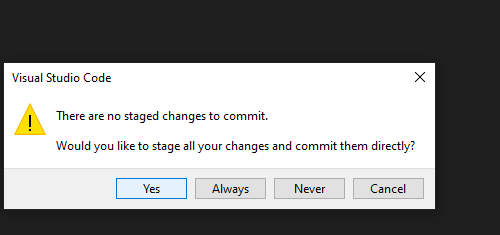 Visual Studio Code
There are no staged changes to commit.
Would you like to stage all your changes and commit them directly?
Yes Always Never Cancel